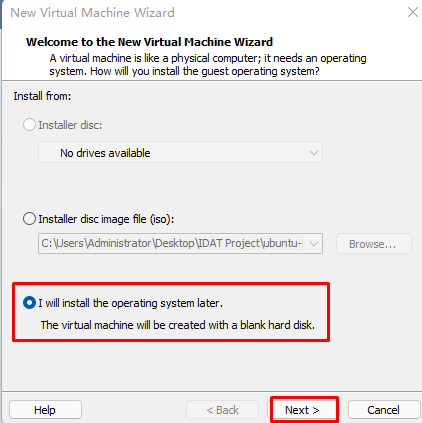 New Virtual Machine Wizard
Welcome to the New Virtual Machine Wizard
A virtual machine is like a physical computer; it needs an operating
system. How will you install the guest operating system?
Install from:
Installer disc:
No drives available
Installer disc image file (iso):
C:\Users\Administrator\Desktop\IDAT Project\ubuntu-
Browse...
I will install the operating system later.
The virtual machine will be created with a blank hard disk.
Help
< Back
Next >
Cancel